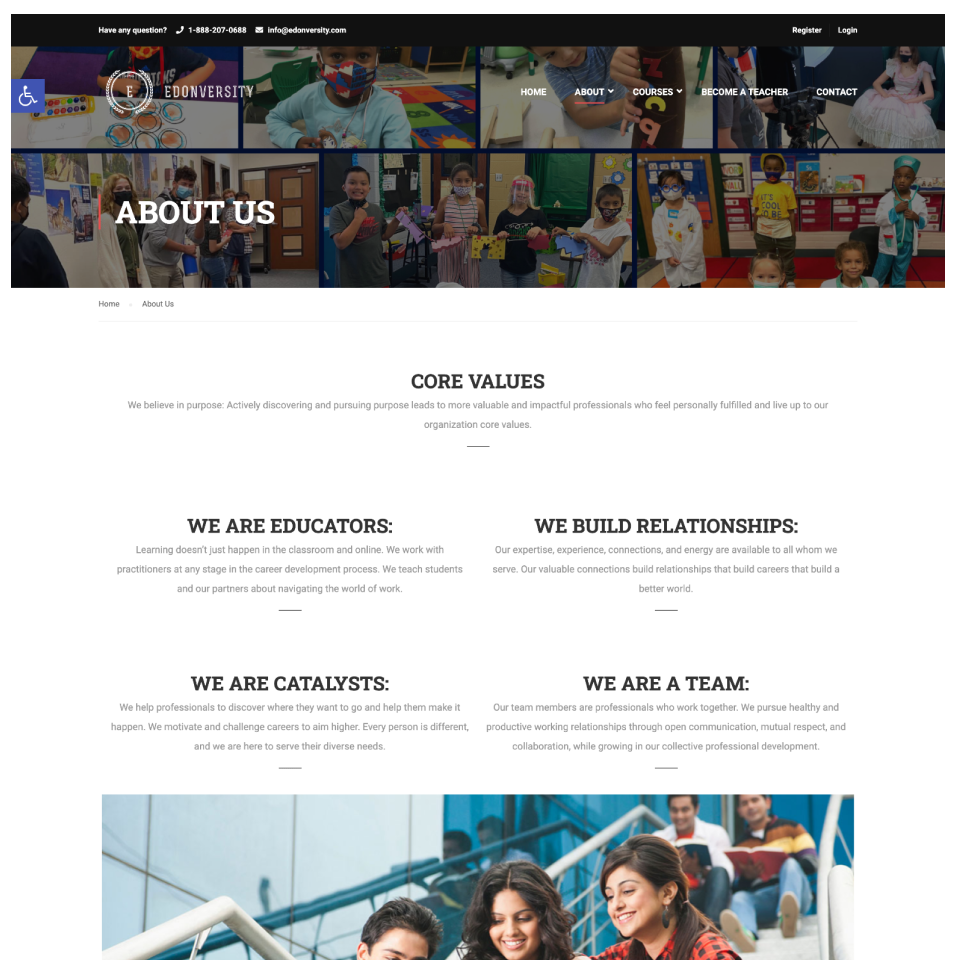 Have any question? 1-888-207-0688 info@edonversity.com Register Login
E EDONVERSITY
HOME ABOUT COURSES BECOME A TEACHER CONTACT
ABOUT US
Home About Us
CORE VALUES
We believe in purpose: Actively discovering and pursuing purpose leads to more valuable and impactful professionals who feel personally fulfilled and live up to our
organization core values.
WE ARE EDUCATORS:
Learning doesn't just happen in the classroom and online. We work with
practitioners at any stage in the career development process. We teach students
and our partners about navigating the world of work.
WE BUILD RELATIONSHIPS:
Our expertise, experience, connections, and energy are available to all whom we
serve. Our valuable connections build relationships that build careers that build a
better world.
WE ARE CATALYSTS:
We help professionals to discover where they want to go and help them make it
happen. We motivate and challenge careers to aim higher. Every person is different,
and we are here to serve their diverse needs.
WE ARE A TEAM:
Our team members are professionals who work together. We pursue healthy and
productive working relationships through open communication, mutual respect, and
collaboration, while growing in our collective professional development.